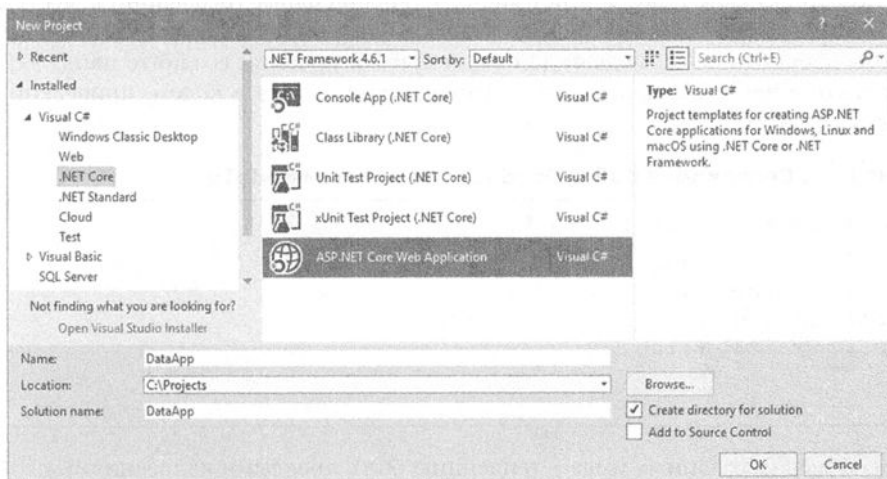 New Project
? ×
Recent
Installed
Visual C#
Windows Classic Desktop
Web
.NET Core
.NET Standard
Cloud
Test
Visual Basic
SQL Server
Not finding what you are looking for?
Open Visual Studio Installer
.NET Framework 4.6.1 Sort by: Default
Console App (.NET Core) Visual C#
Class Library (.NET Core) Visual C#
Unit Test Project (.NET Core) Visual C#
xUnit Test Project (.NET Core) Visual C#
ASP.NET Core Web Application Visual C#
Search (Ctrl+E)
Type: Visual C#
Project templates for creating ASP.NET
Core applications for Windows, Linux and
macOS using .NET Core or .NET
Framework.
Name: DataApp
Location: C:\Projects Browse...
Solution name: DataApp
Create directory for solution
Add to Source Control
OK Cancel